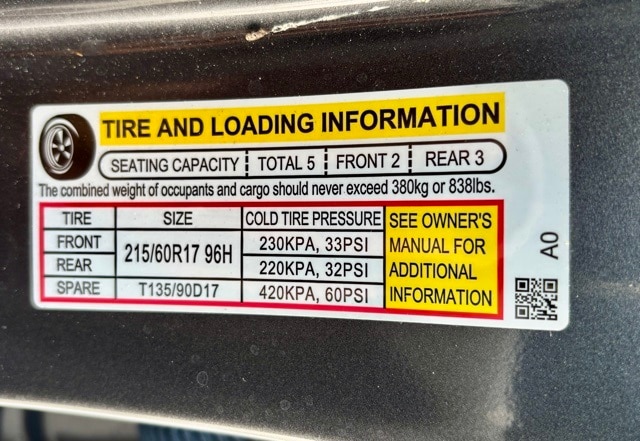 TIRE AND LOADING INFORMATION
SEATING CAPACITY TOTAL 5 FRONT 2 REAR 3
The combined weight of occupants and cargo should never exceed 380kg or 838lbs.
TIRE SIZE COLD TIRE PRESSURE
FRONT 215/60R17 96H 230KPA, 33PSI
REAR 220KPA, 32PSI
SPARE T135/90D17 420KPA, 60PSI
SEE OWNER'S
MANUAL FOR
ADDITIONAL
INFORMATION
A0